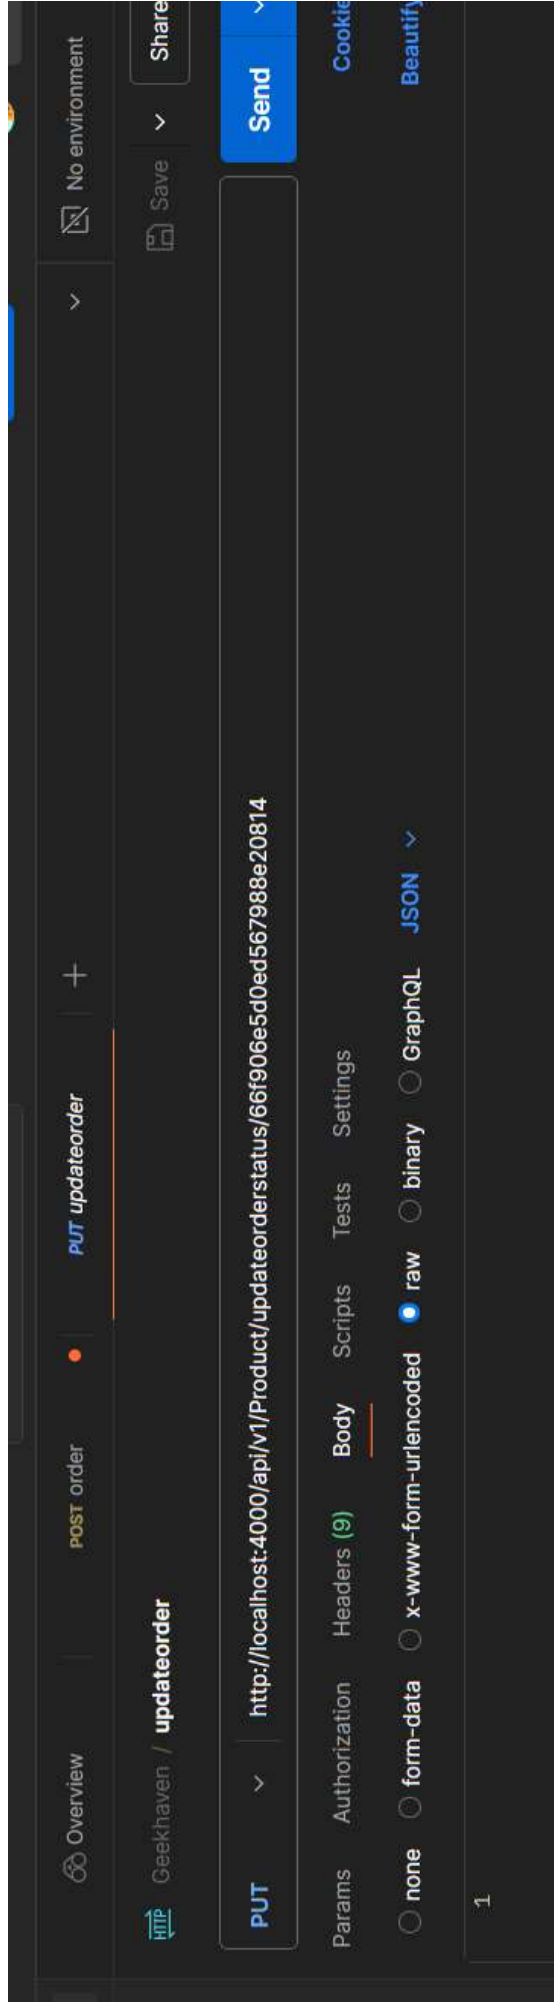 Overview POST order PUT updateorder No environment
HTTP Geekhaven / updateorder Save Share
PUT http://localhost:4000/api/v1/Product/updateorderstatus/66f906e5d0ed567988e20814 Send
Params Authorization Headers (9) Body Scripts Tests Settings Cookie
none form-data x-www-form-urlencoded raw binary GraphQL JSON Beautify
1